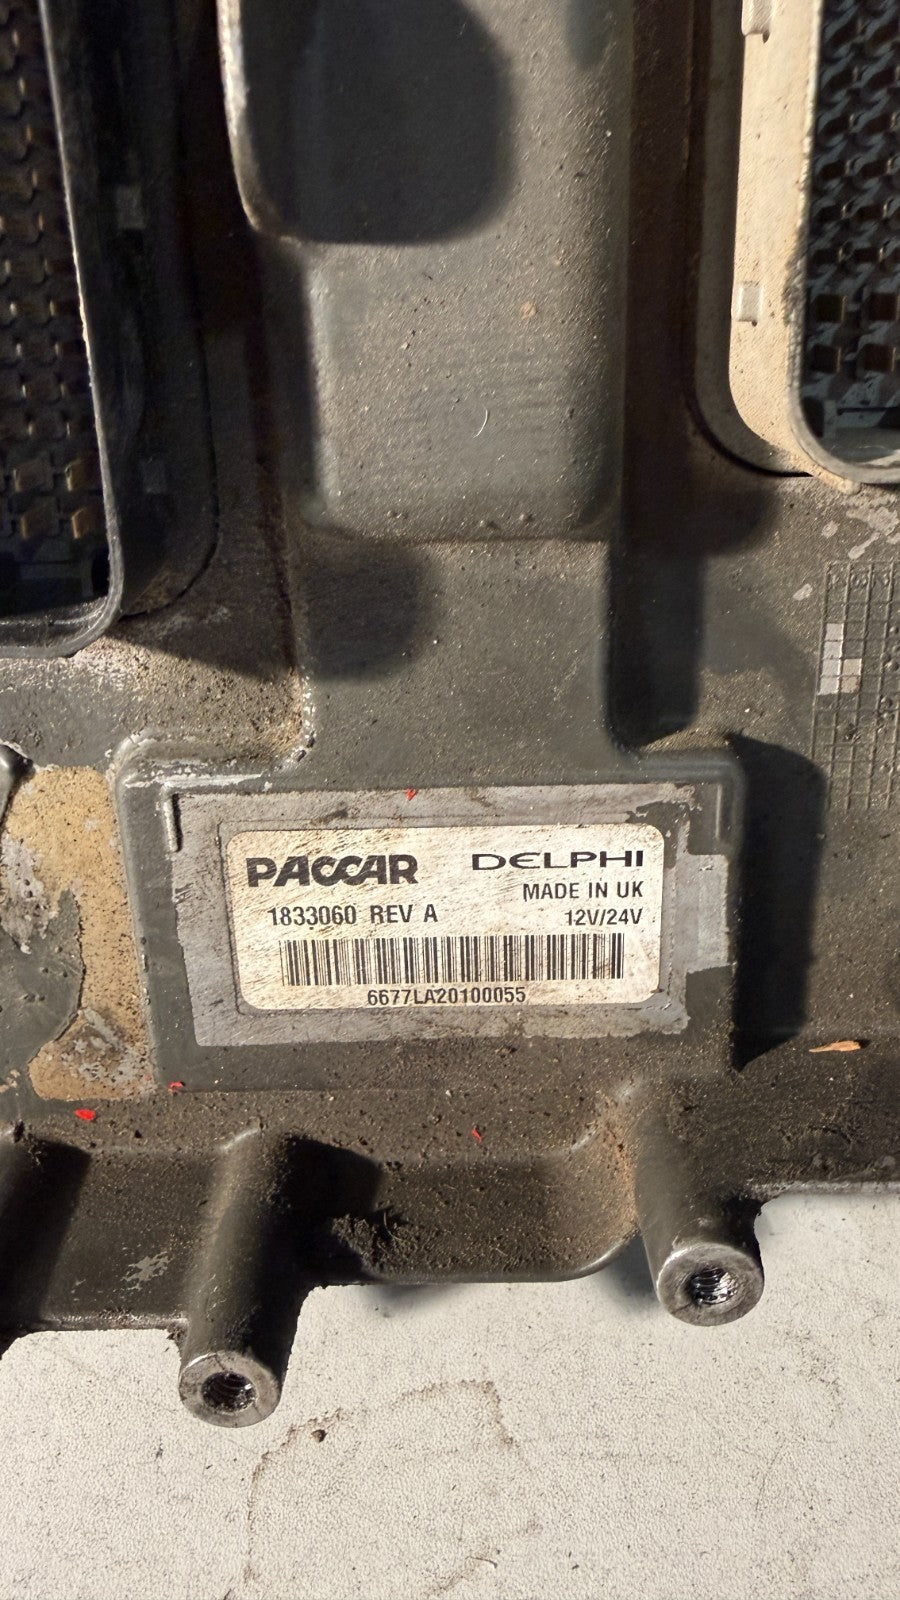 PACCAR DELPHI
MADE IN UK
1833060 REV A 12V/24V
6677LA20100055